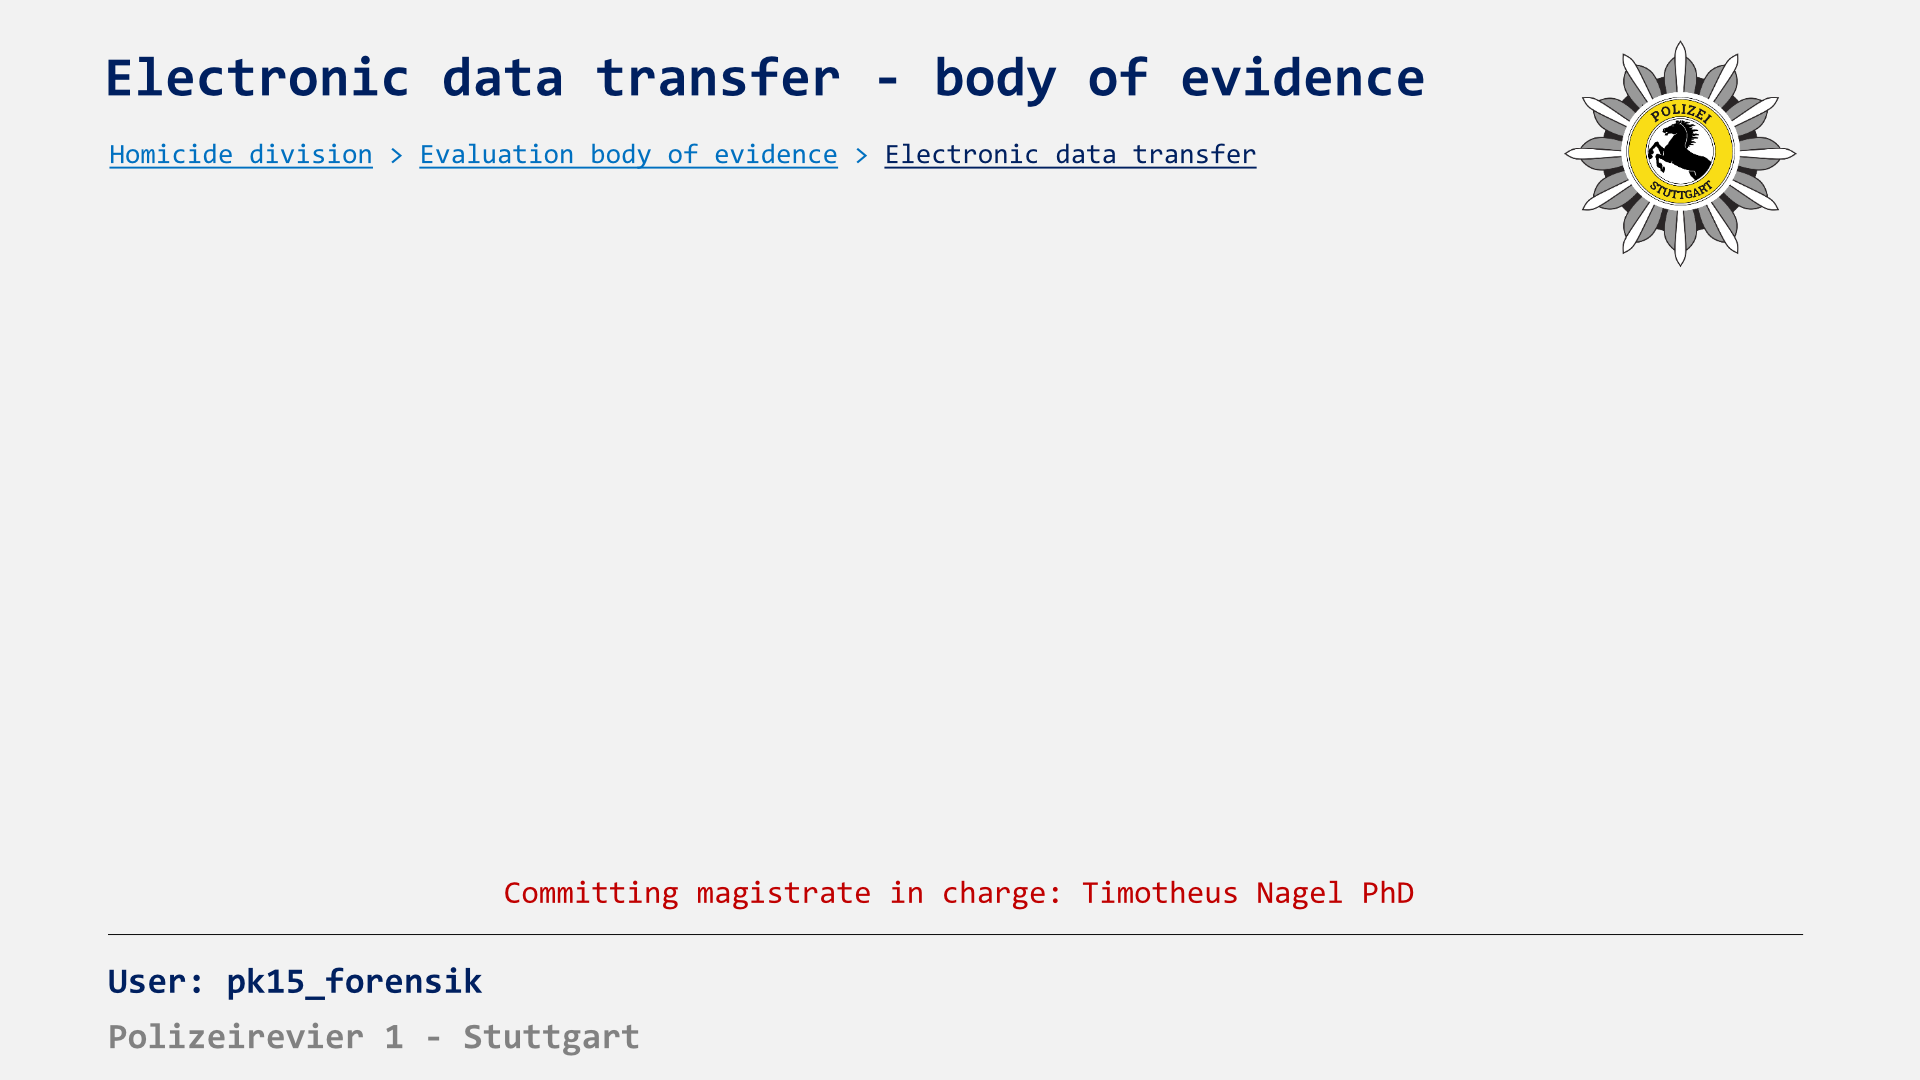 Electronic data transfer - body of evidence
Homicide division > Evaluation body of evidence > Electronic data transfer
POLIZEI
STUTTGART
Committing magistrate in charge: Timotheus Nagel PhD
User: pk15_forensik
Polizeirevier 1 - Stuttgart